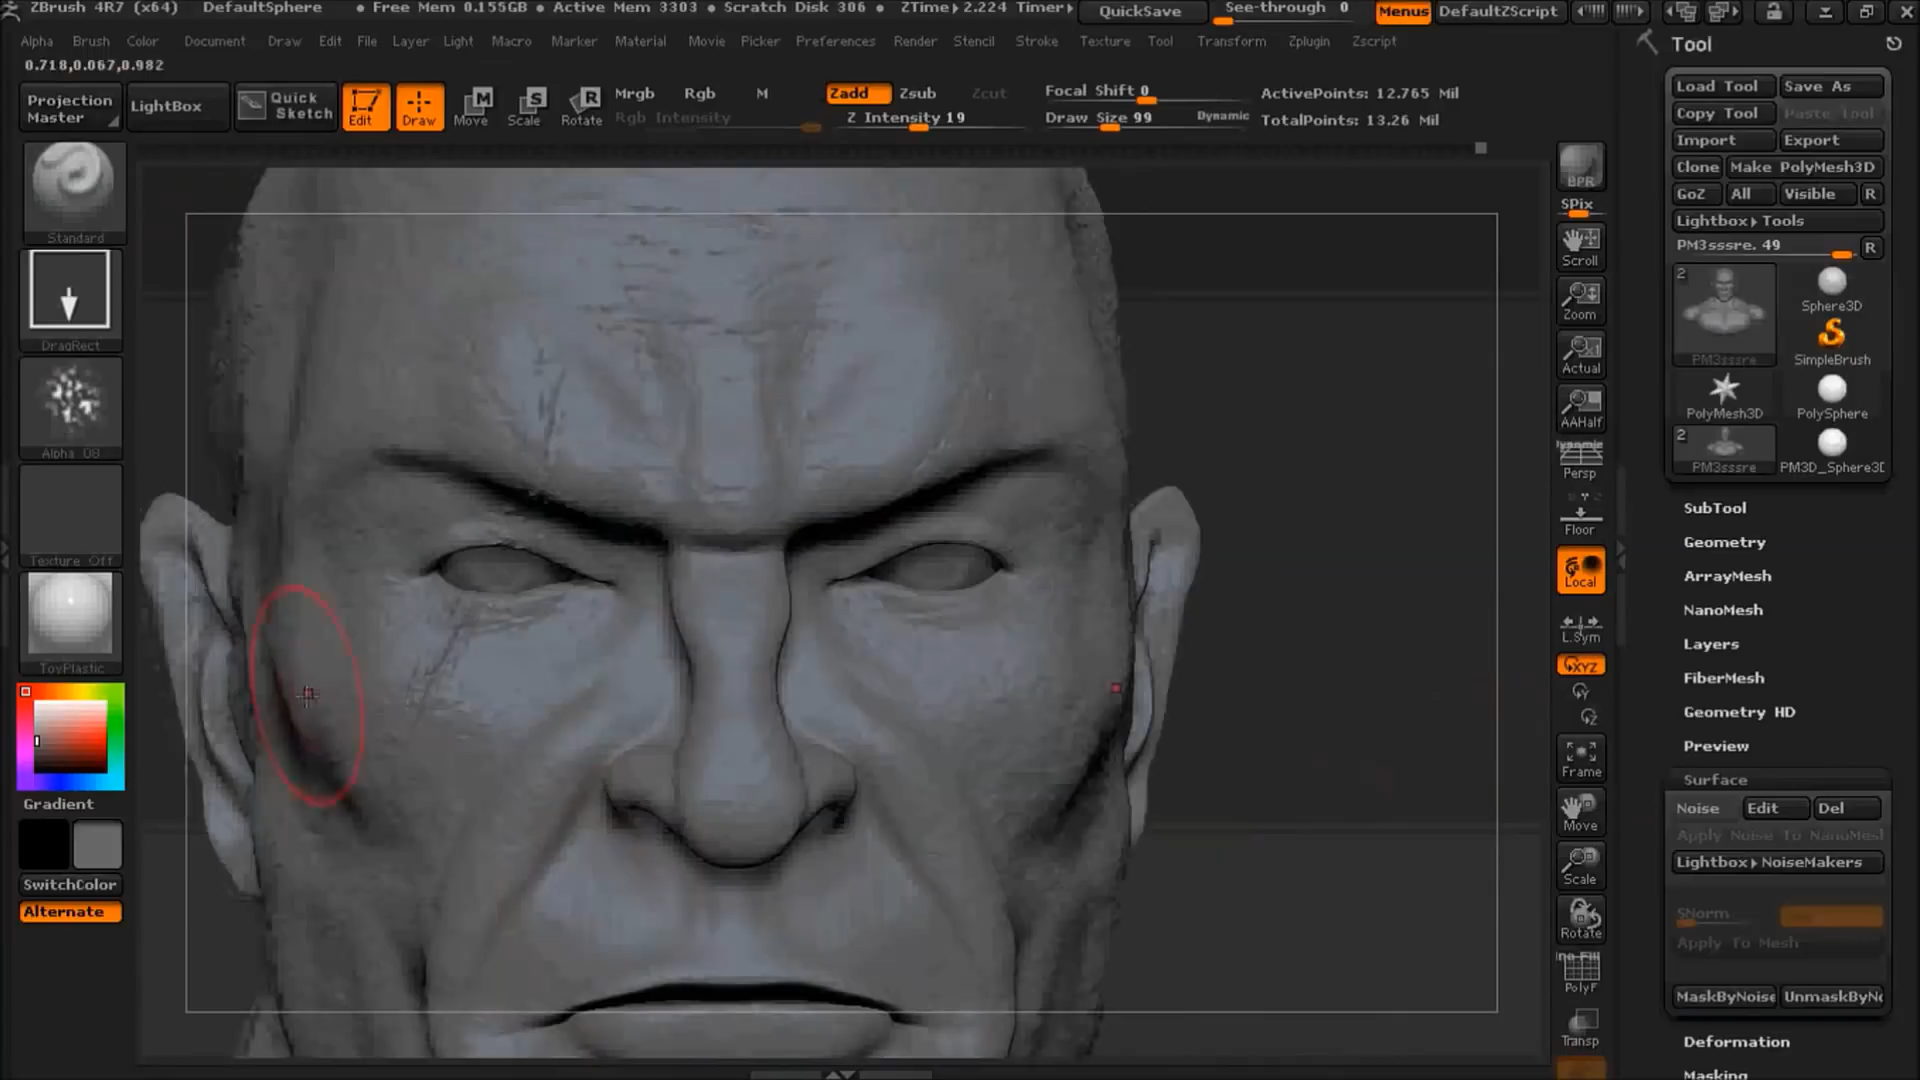 ZBrush 4R7 (x64) DefaultSphere • Free Mem 0.155GB • Active Mem 3303 • Scratch Disk 306 • ZTime▸2.224 Timer▸ QuickSave See-through 0 Menus DefaultZScript
Alpha Brush Color Document Draw Edit File Layer Light Macro Marker Material Movie Picker Preferences Render Stencil Stroke Texture Tool Transform Zplugin Zscript
0.718,0.067,0.982
Projection Master
LightBox
Quick Sketch
Edit
Draw
Move
Scale
Rotate
Mrgb Rgb M
Rgb Intensity
Zadd Zsub Zcut
Z Intensity 19
Focal Shift 0
Draw Size 99 Dynamic
ActivePoints: 12.765 Mil
TotalPoints: 13.26 Mil
Standard
DragRect
Alpha 08
Texture Off
ToyPlastic
Gradient
SwitchColor
Alternate
BPR
SPix
Scroll
Zoom
Actual
AAHalf
Dynamic
Persp
Floor
Local
L.Sym
XYZ
Frame
Move
Scale
Rotate
PolyF
Transp
Tool
Load Tool Save As
Copy Tool Paste Tool
Import Export
Clone Make PolyMesh3D
GoZ All Visible R
Lightbox▸Tools
PM3sssre. 49 R
2
PM3sssre
Sphere3D
SimpleBrush
PolyMesh3D
PolySphere
2
PM3sssre
PM3D_Sphere3D
SubTool
Geometry
ArrayMesh
NanoMesh
Layers
FiberMesh
Geometry HD
Preview
Surface
Noise Edit Del
Apply Noise To NanoMesh
Lightbox▸NoiseMakers
SNorm
Apply To Mesh
MaskByNoise UnmaskByNo
Deformation
Masking